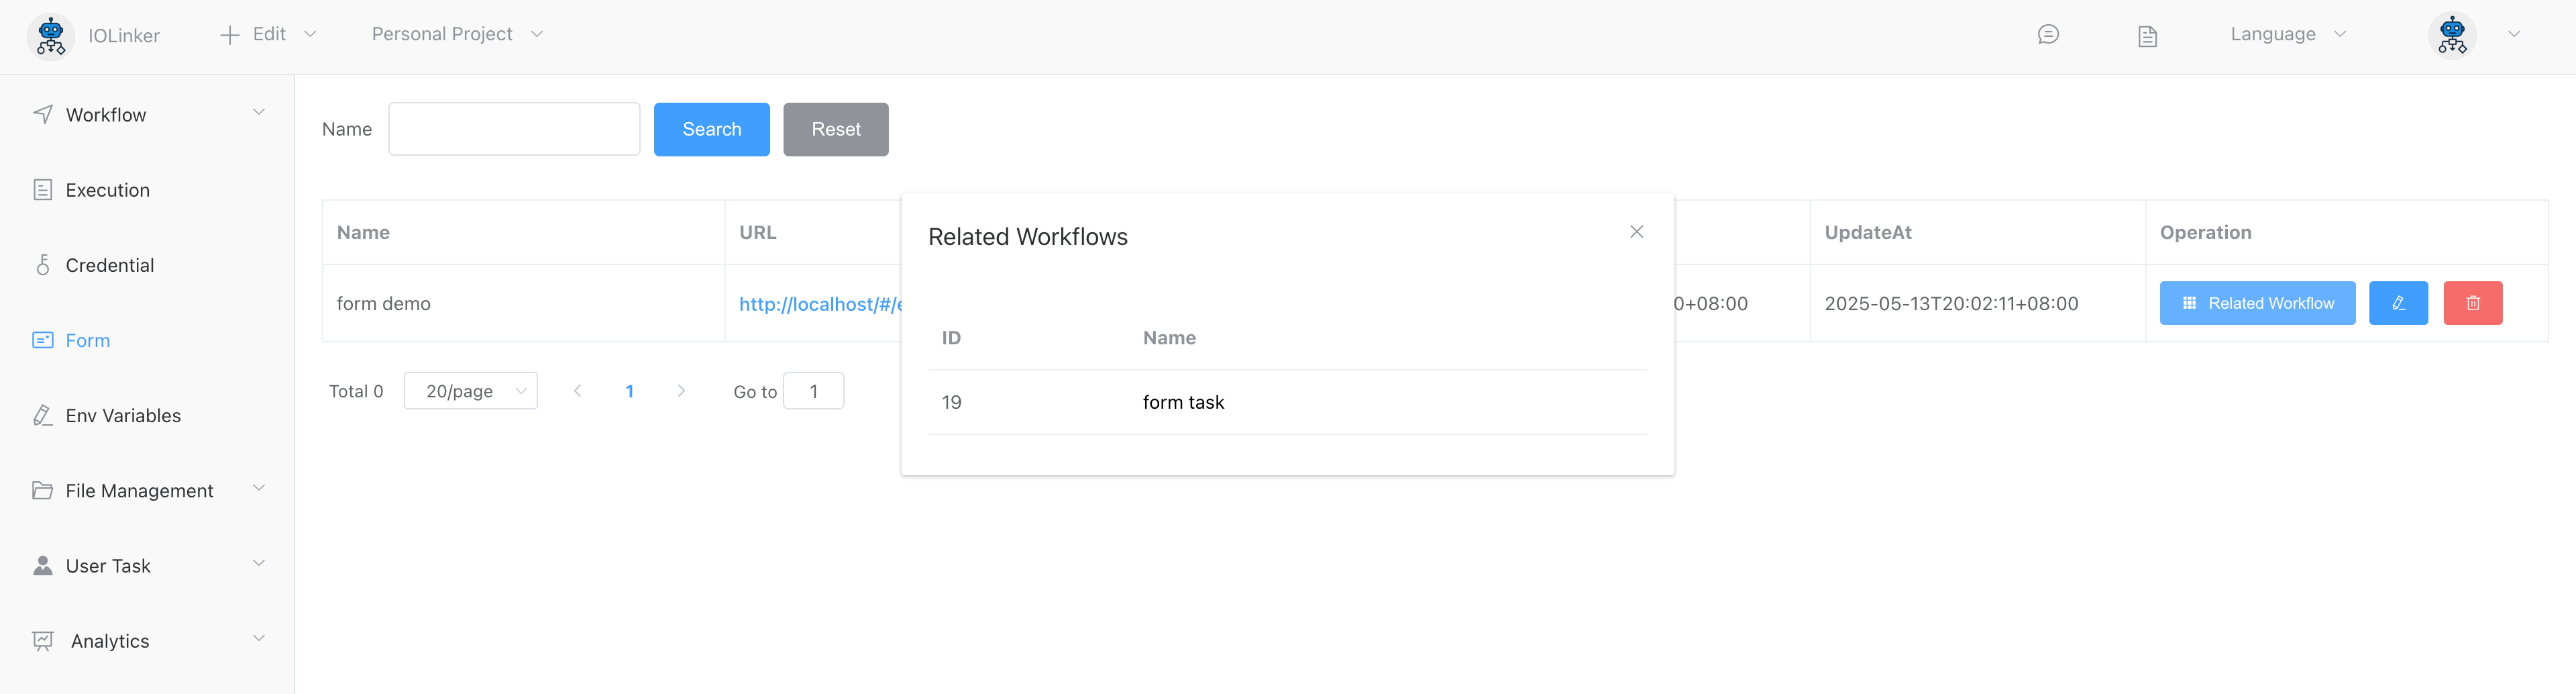 IOLinker
Edit
Personal Project
Language
Workflow
Execution
Credential
Form
Env Variables
File Management
User Task
Analytics
Name
Search
Reset
Name URL UpdateAt Operation
form demo http://localhost/#/e 0+08:00 2025-05-13T20:02:11+08:00 Related Workflow
Total 0 20/page 1 Go to 1
Related Workflows
ID Name
19 form task